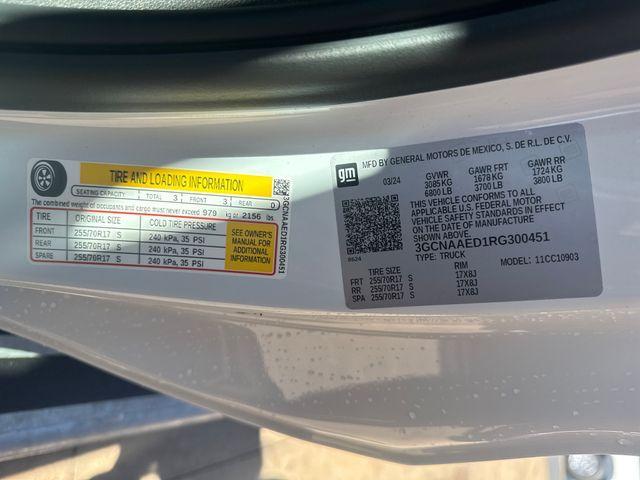 TIRE AND LOADING INFORMATION
SEATING CAPACITY TOTAL 3 FRONT 3 REAR 0
The combined weight of occupants and cargo must never exceed 979 kg or 2156 lbs
TIRE ORIGINAL SIZE COLD TIRE PRESSURE
FRONT 255/70R17 S 240 kPa, 35 PSI
REAR 255/70R17 S 240 kPa, 35 PSI
SPARE 255/70R17 S 240 kPa, 35 PSI
SEE OWNER'S
MANUAL FOR
ADDITIONAL
INFORMATION
3GCNAAED1RG300451
gm
MFD BY GENERAL MOTORS DE MEXICO, S. DE R.L. DE C.V.
03/24 GVWR GAWR FRT GAWR RR
3085 KG 1678 KG 1724 KG
6800 LB 3700 LB 3800 LB
THIS VEHICLE CONFORMS TO ALL
APPLICABLE U.S. FEDERAL MOTOR
VEHICLE SAFETY STANDARDS IN EFFECT
ON THE DATE OF MANUFACTURE
SHOWN ABOVE.
3GCNAAED1RG300451
TYPE: TRUCK MODEL: 11CC10903
TIRE SIZE RIM
FRT 255/70R17 S 17X8J
RR 255/70R17 S 17X8J
SPA 255/70R17 S 17X8J